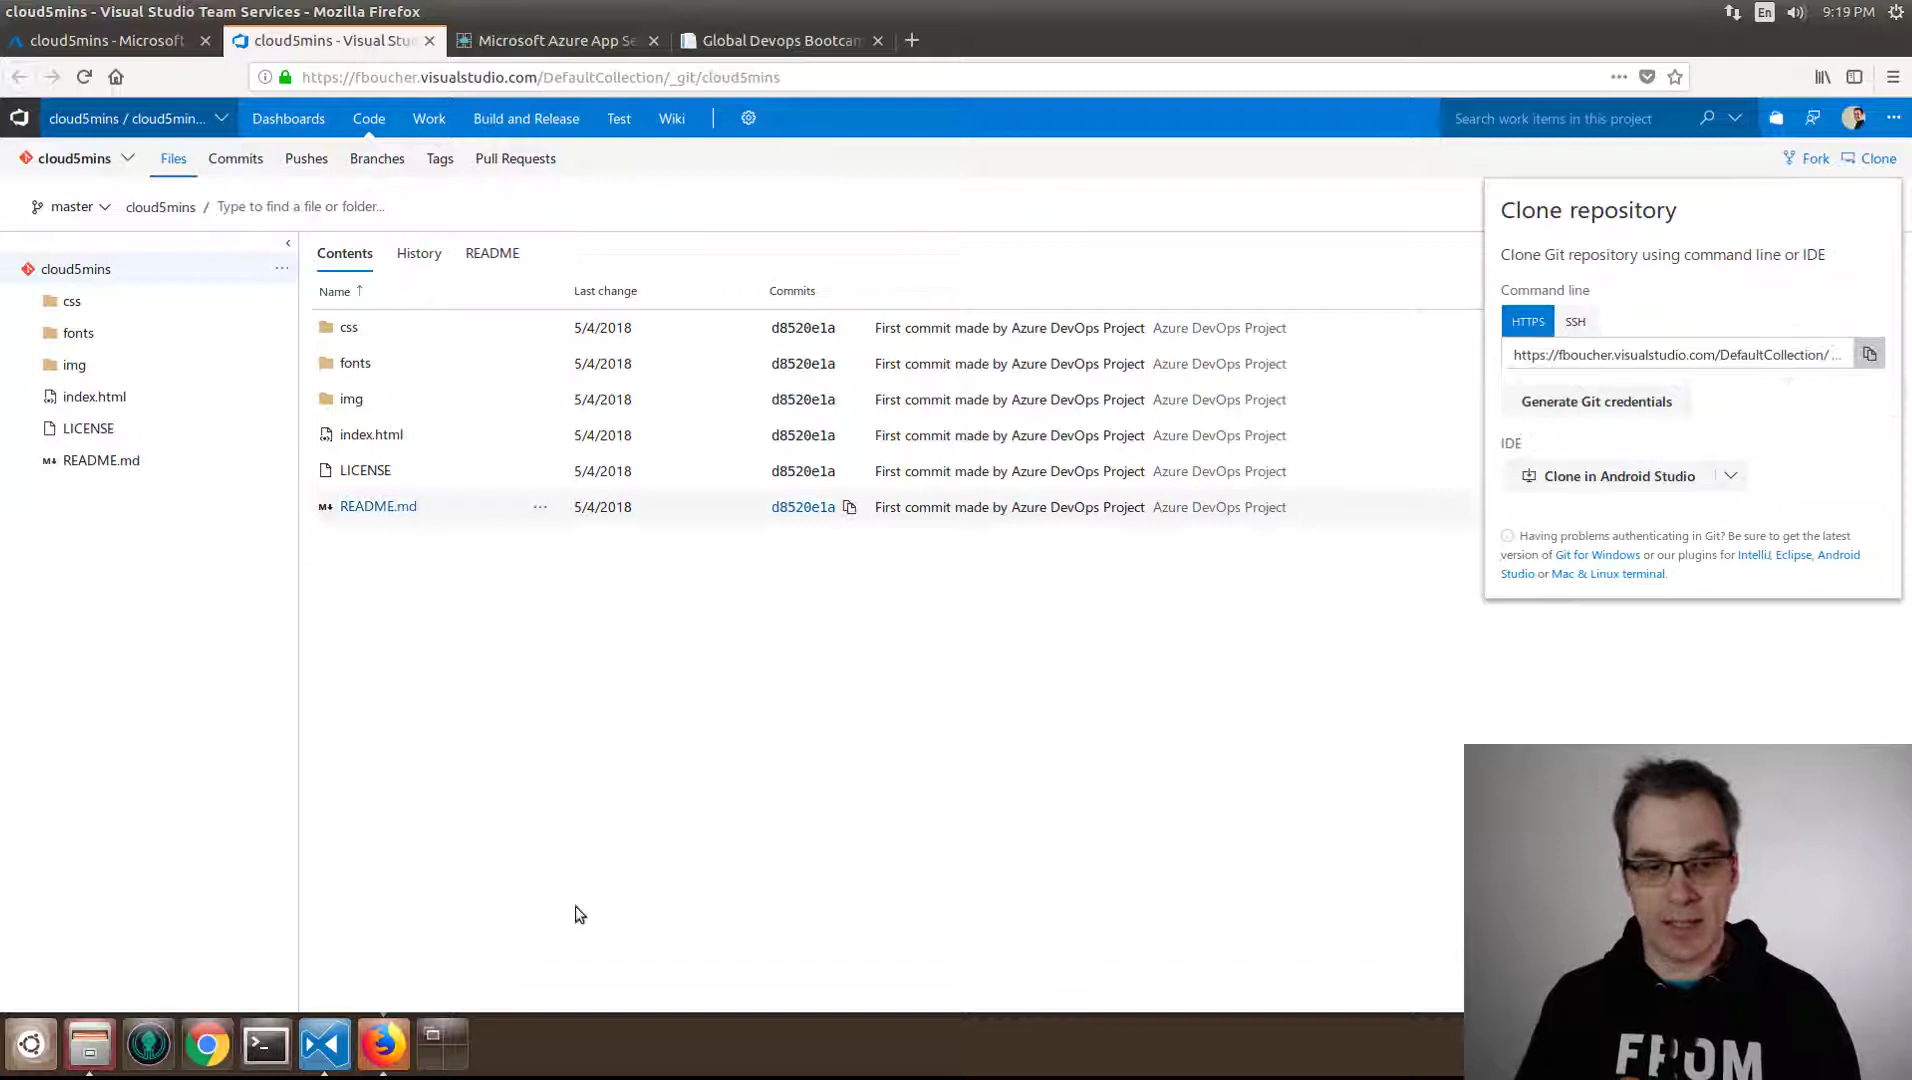 cloud5mins - Visual Studio Team Services - Mozilla Firefox
En 9:19 PM
cloud5mins - Microsoft
cloud5mins - Visual Stu
Microsoft Azure App Se
Global Devops Bootcam
https://fboucher.visualstudio.com/DefaultCollection/_git/cloud5mins
cloud5mins / cloud5min... Dashboards Code Work Build and Release Test Wiki Search work items in this project
cloud5mins Files Commits Pushes Branches Tags Pull Requests Fork Clone
master cloud5mins / Type to find a file or folder...
cloud5mins
css
fonts
img
index.html
LICENSE
README.md
Contents History README
Name Last change Commits
css 5/4/2018 d8520e1a First commit made by Azure DevOps Project Azure DevOps Project
fonts 5/4/2018 d8520e1a First commit made by Azure DevOps Project Azure DevOps Project
img 5/4/2018 d8520e1a First commit made by Azure DevOps Project Azure DevOps Project
index.html 5/4/2018 d8520e1a First commit made by Azure DevOps Project Azure DevOps Project
LICENSE 5/4/2018 d8520e1a First commit made by Azure DevOps Project Azure DevOps Project
README.md 5/4/2018 d8520e1a First commit made by Azure DevOps Project Azure DevOps Project
Clone repository
Clone Git repository using command line or IDE
Command line
HTTPS SSH
https://fboucher.visualstudio.com/DefaultCollection/ ...
Generate Git credentials
IDE
Clone in Android Studio
Having problems authenticating in Git? Be sure to get the latest
version of Git for Windows or our plugins for IntelliJ, Eclipse, Android
Studio or Mac & Linux terminal.
FROM